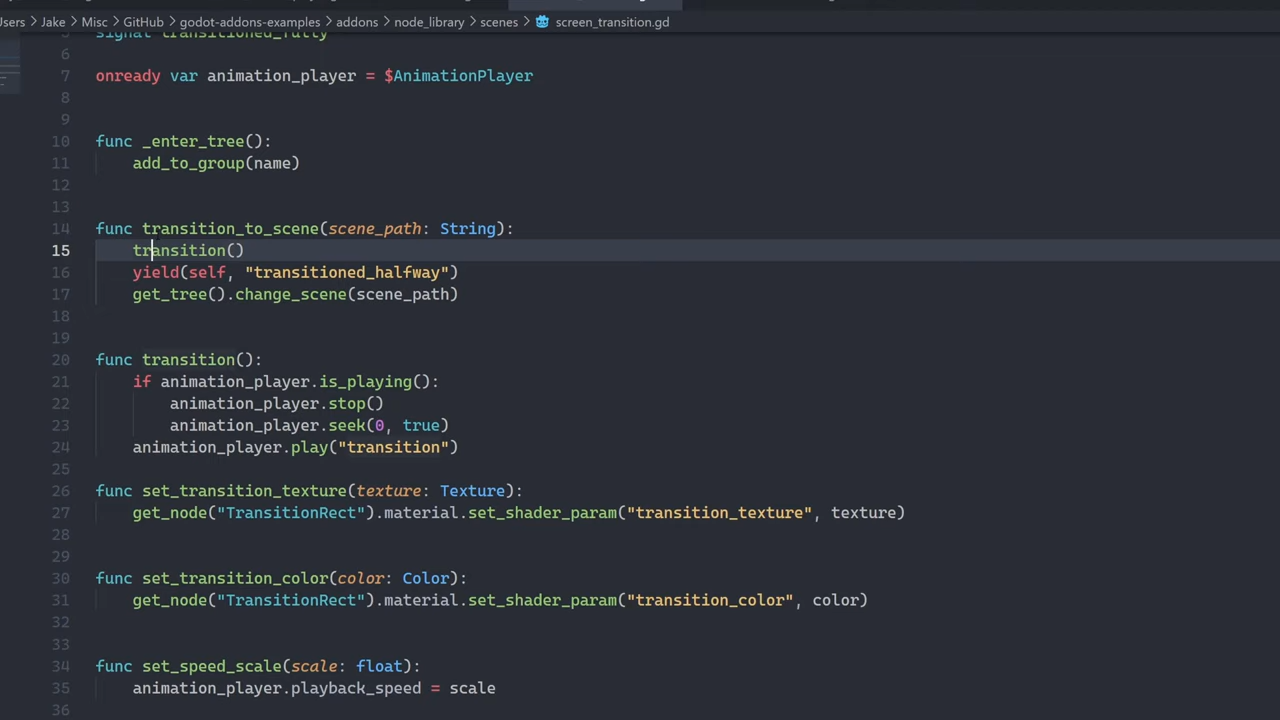 Users > Jake > Misc > GitHub > godot-addons-examples > addons > node_library > scenes > screen_transition.gd
5 signal transitioned_fully
6
7 onready var animation_player = $AnimationPlayer
8
9
10 func _enter_tree():
11 add_to_group(name)
12
13
14 func transition_to_scene(scene_path: String):
15 transition()
16 yield(self, "transitioned_halfway")
17 get_tree().change_scene(scene_path)
18
19
20 func transition():
21 if animation_player.is_playing():
22 animation_player.stop()
23 animation_player.seek(0, true)
24 animation_player.play("transition")
25
26 func set_transition_texture(texture: Texture):
27 get_node("TransitionRect").material.set_shader_param("transition_texture", texture)
28
29
30 func set_transition_color(color: Color):
31 get_node("TransitionRect").material.set_shader_param("transition_color", color)
32
33
34 func set_speed_scale(scale: float):
35 animation_player.playback_speed = scale
36